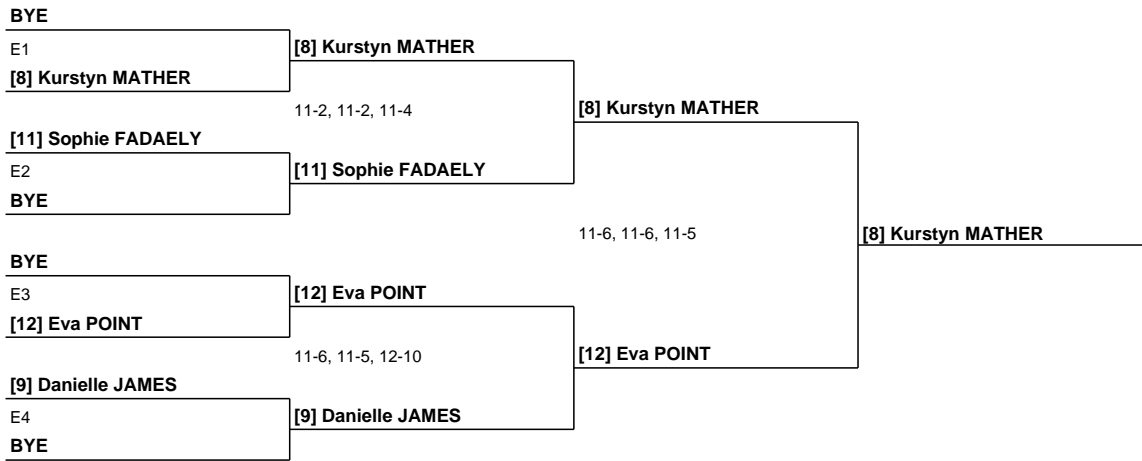 BYE
E1
[8] Kurstyn MATHER
[8] Kurstyn MATHER
11-2, 11-2, 11-4
[8] Kurstyn MATHER
[11] Sophie FADAELY
E2
[11] Sophie FADAELY
BYE
11-6, 11-6, 11-5
[8] Kurstyn MATHER
BYE
E3
[12] Eva POINT
[12] Eva POINT
11-6, 11-5, 12-10
[12] Eva POINT
[9] Danielle JAMES
E4
[9] Danielle JAMES
BYE